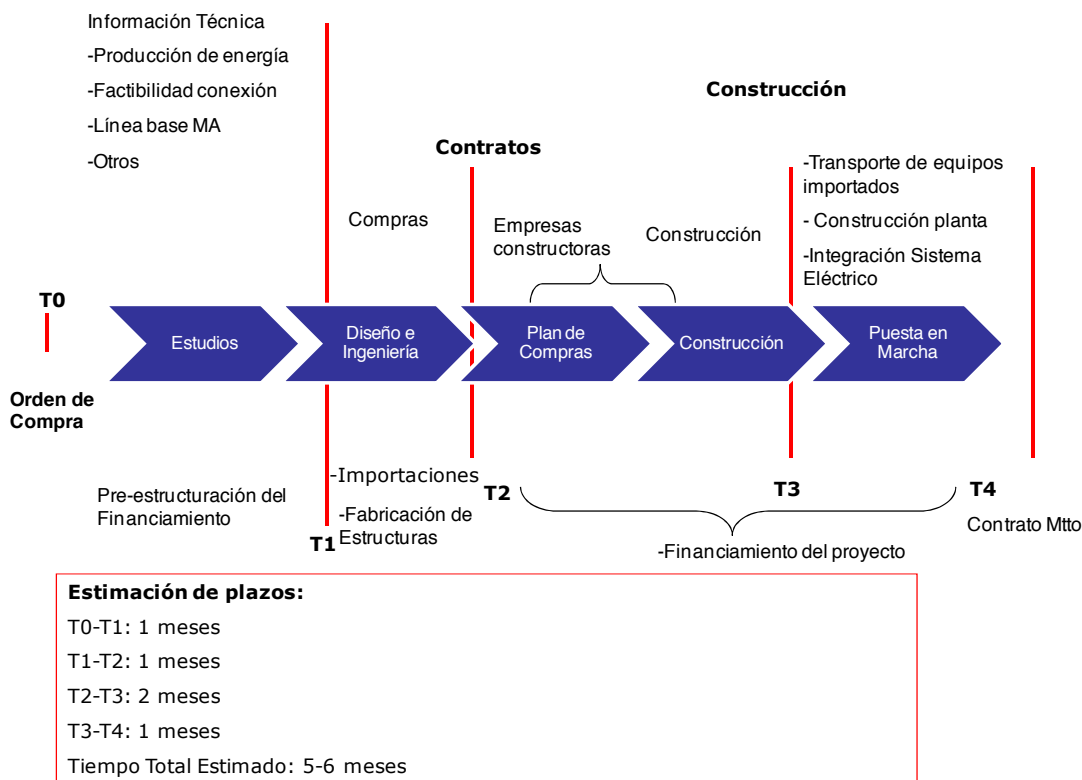 Información Técnica
-Producción de energía
-Factibilidad conexión
-Línea base MA
-Otros
Construcción
Contratos
-Transporte de equipos
importados
- Construcción planta
-Integración Sistema
Eléctrico
Compras
Empresas
constructoras
Construcción
T0
Estudios
Diseño e
Ingeniería
Plan de
Compras
Construcción
Puesta en
Marcha
Orden de
Compra
Pre-estructuración del
Financiamiento
T1
-Importaciones
-Fabricación de
Estructuras
T2
T3
T4
-Financiamiento del proyecto
Contrato Mtto
Estimación de plazos:
T0-T1: 1 meses
T1-T2: 1 meses
T2-T3: 2 meses
T3-T4: 1 meses
Tiempo Total Estimado: 5-6 meses